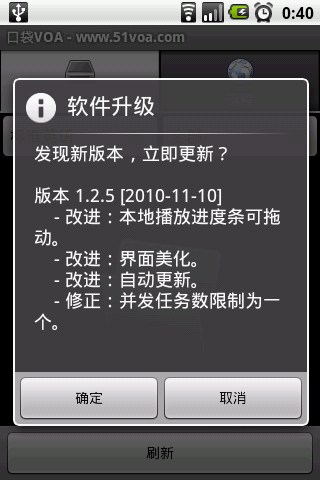 0:40
口袋VOA - www.51voa.com
软件升级
发现新版本，立即更新？
版本 1.2.5 [2010-11-10]
- 改进：本地播放进度条可拖
动。
- 改进：界面美化。
- 改进：自动更新。
- 修正：并发任务数限制为一
个。
确定 取消
刷新